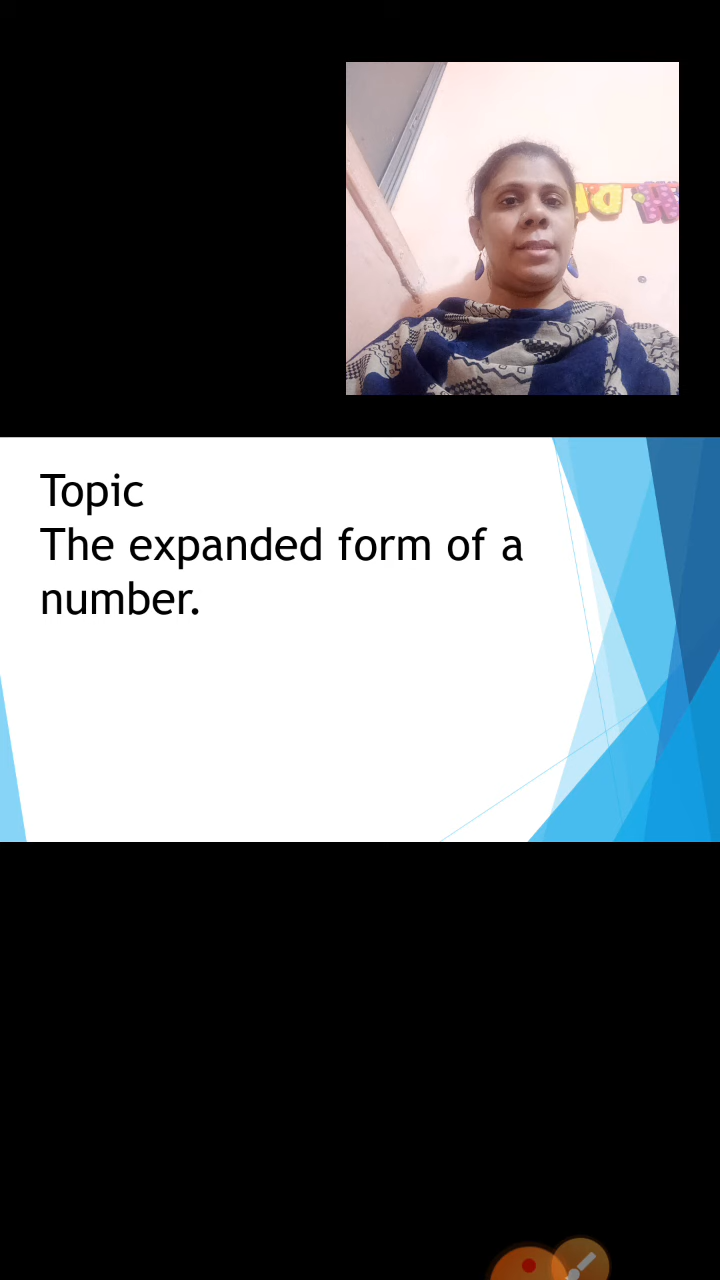 Topic
The expanded form of a
number.